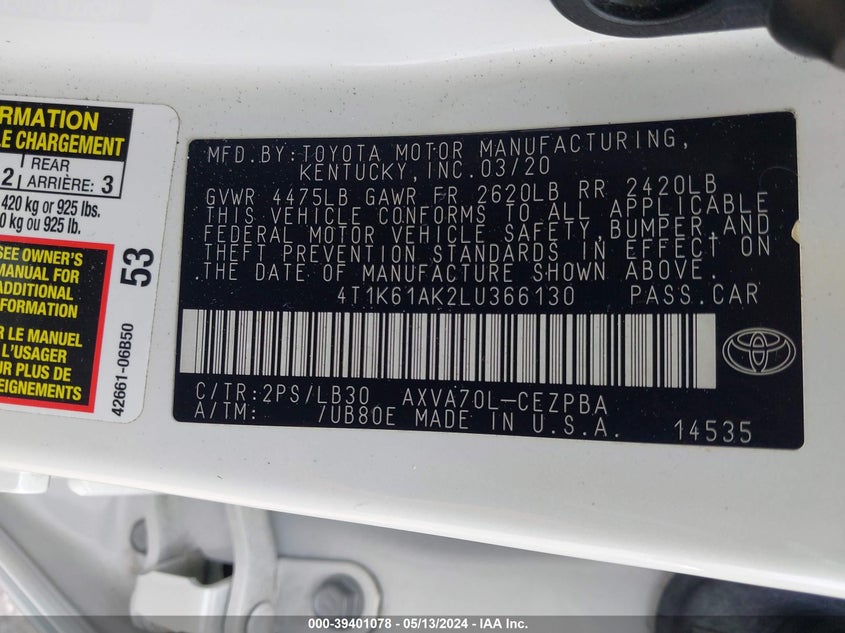 RMATION
LE CHARGEMENT
2 REAR
ARRIÈRE: 3
420 kg or 925 lbs.
0 kg ou 925 lb.
SEE OWNER'S
MANUAL FOR
ADDITIONAL
INFORMATION
IR LE MANUEL
L'USAGER
UR PLUS DE
SEIGNEMENTS
53
42661-06B50
MFD.BY:TOYOTA MOTOR MANUFACTURING,
KENTUCKY, INC.03/20
GVWR 4475LB GAWR FR 2620LB RR 2420LB
THIS VEHICLE CONFORMS TO ALL APPLICABLE
FEDERAL MOTOR VEHICLE SAFETY,BUMPER,AND
THEFT PREVENTION STANDARDS IN EFFECT ON
THE DATE OF MANUFACTURE SHOWN ABOVE.
4T1K61AK2LU366130 PASS.CAR
C/TR:2PS/LB30 AXVA70L-CEZPBA
A/TM: 7UB80E MADE IN U.S.A. 14535
000-39401078 - 05/13/2024 - IAA Inc.